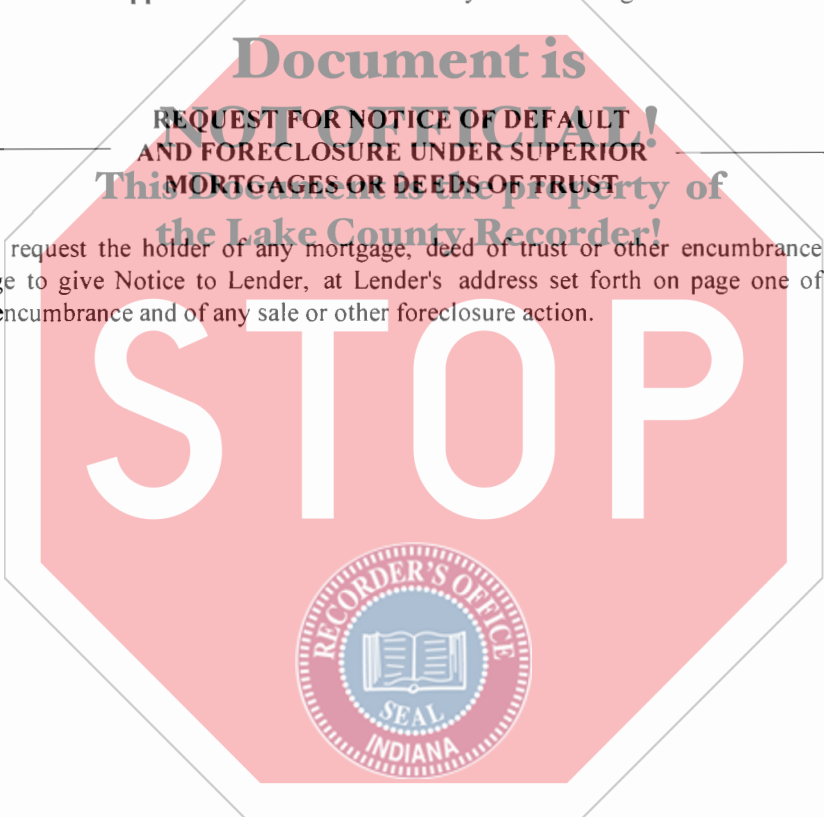 Document is
NOT OFFICIAL!
REQUEST FOR NOTICE OF DEFAULT
AND FORECLOSURE UNDER SUPERIOR
MORTGAGES OR DEEDS OF TRUST
This Document is the property of
the Lake County Recorder!
request the holder of any mortgage, deed of trust or other encumbrance
to give Notice to Lender, at Lender's address set forth on page one of
encumbrance and of any sale or other foreclosure action.
STOP
RECORDER'S OFFICE
SEAL
INDIANA